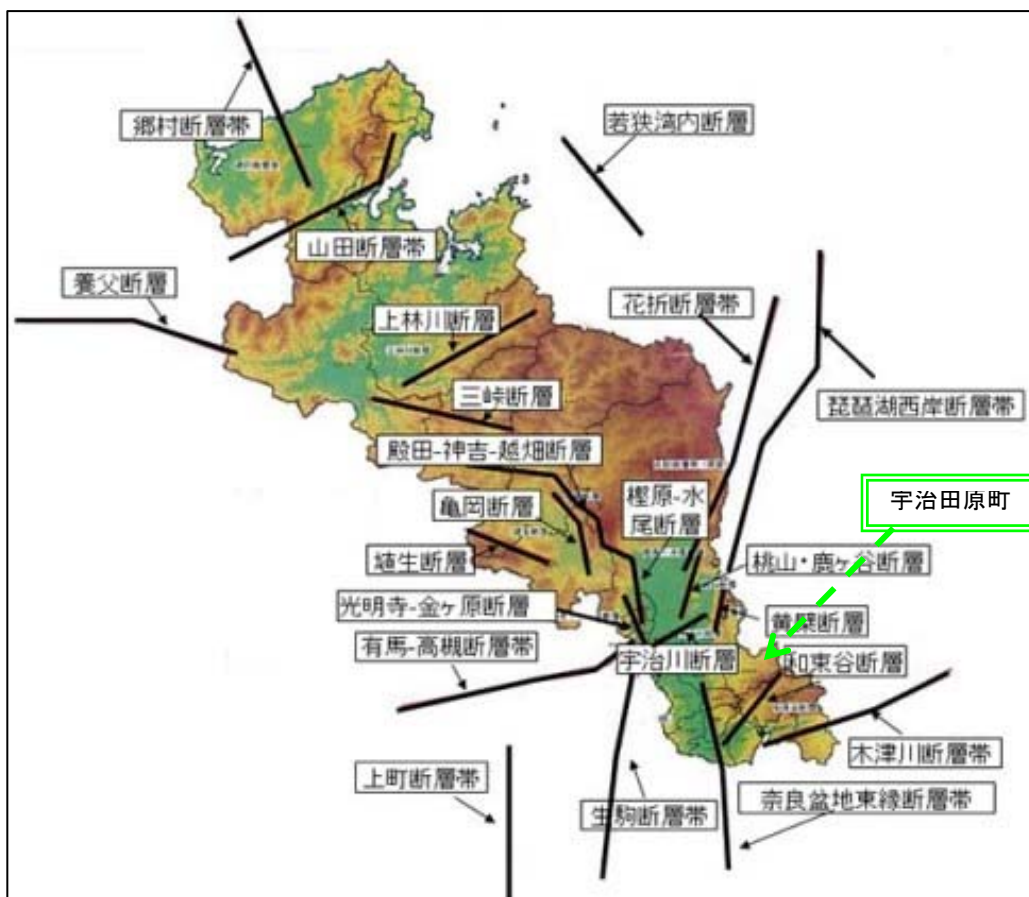 郷村断層帯
若狭湾内断層
山田断層帯
養父断層
花折断層帯
上林川断層
三峠断層
琵琶湖西岸断層帯
殿田-神吉-越畑断層
樫原-水
尾断層
亀岡断層
宇治田原町
埴生断層
桃山・鹿ケ谷断層
光明寺-金ヶ原断層
黄檗断層
有馬-高槻断層帯
宇治川断層
和束谷断層
木津川断層帯
上町断層帯
生駒断層帯
奈良盆地東縁断層帯